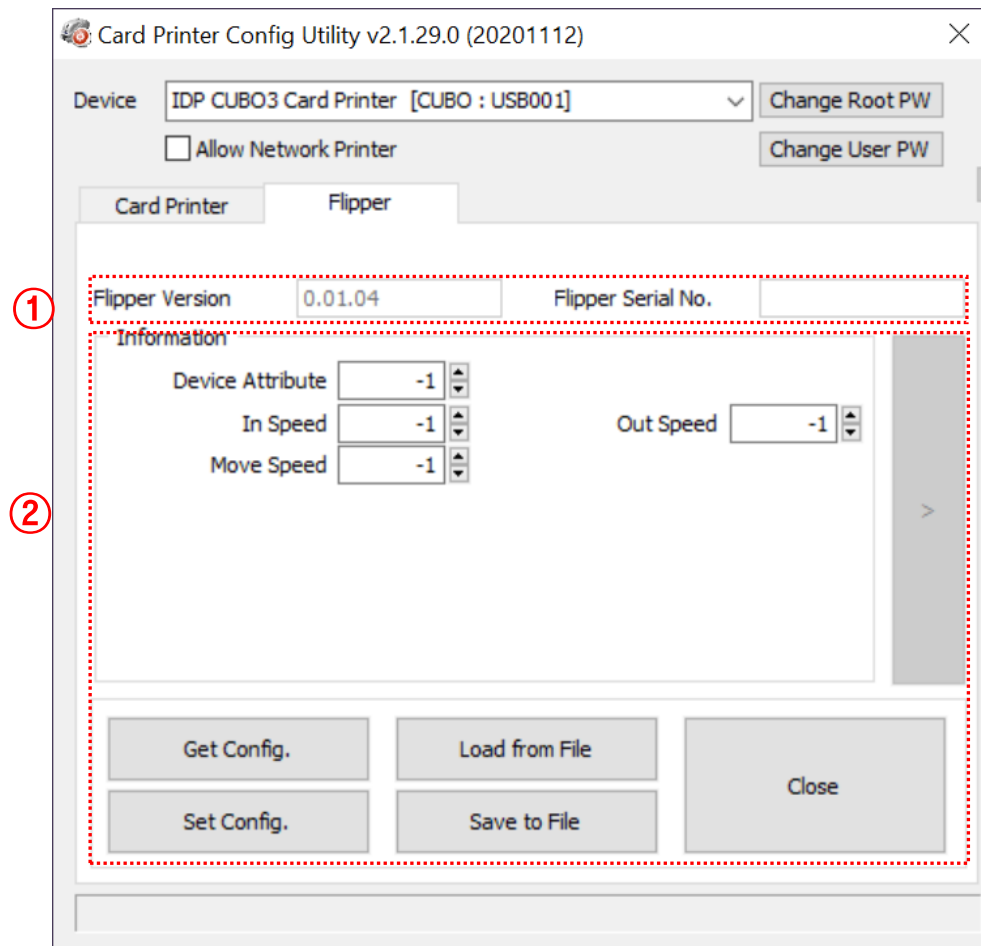 Card Printer Config Utility v2.1.29.0 (20201112)
Device IDP CUBO3 Card Printer [CUBO : USB001] Change Root PW
Allow Network Printer Change User PW
Card Printer Flipper
① Flipper Version 0.01.04 Flipper Serial No.
Information
Device Attribute -1
In Speed -1 Out Speed -1
Move Speed -1
② >
Get Config. Load from File
Close
Set Config. Save to File